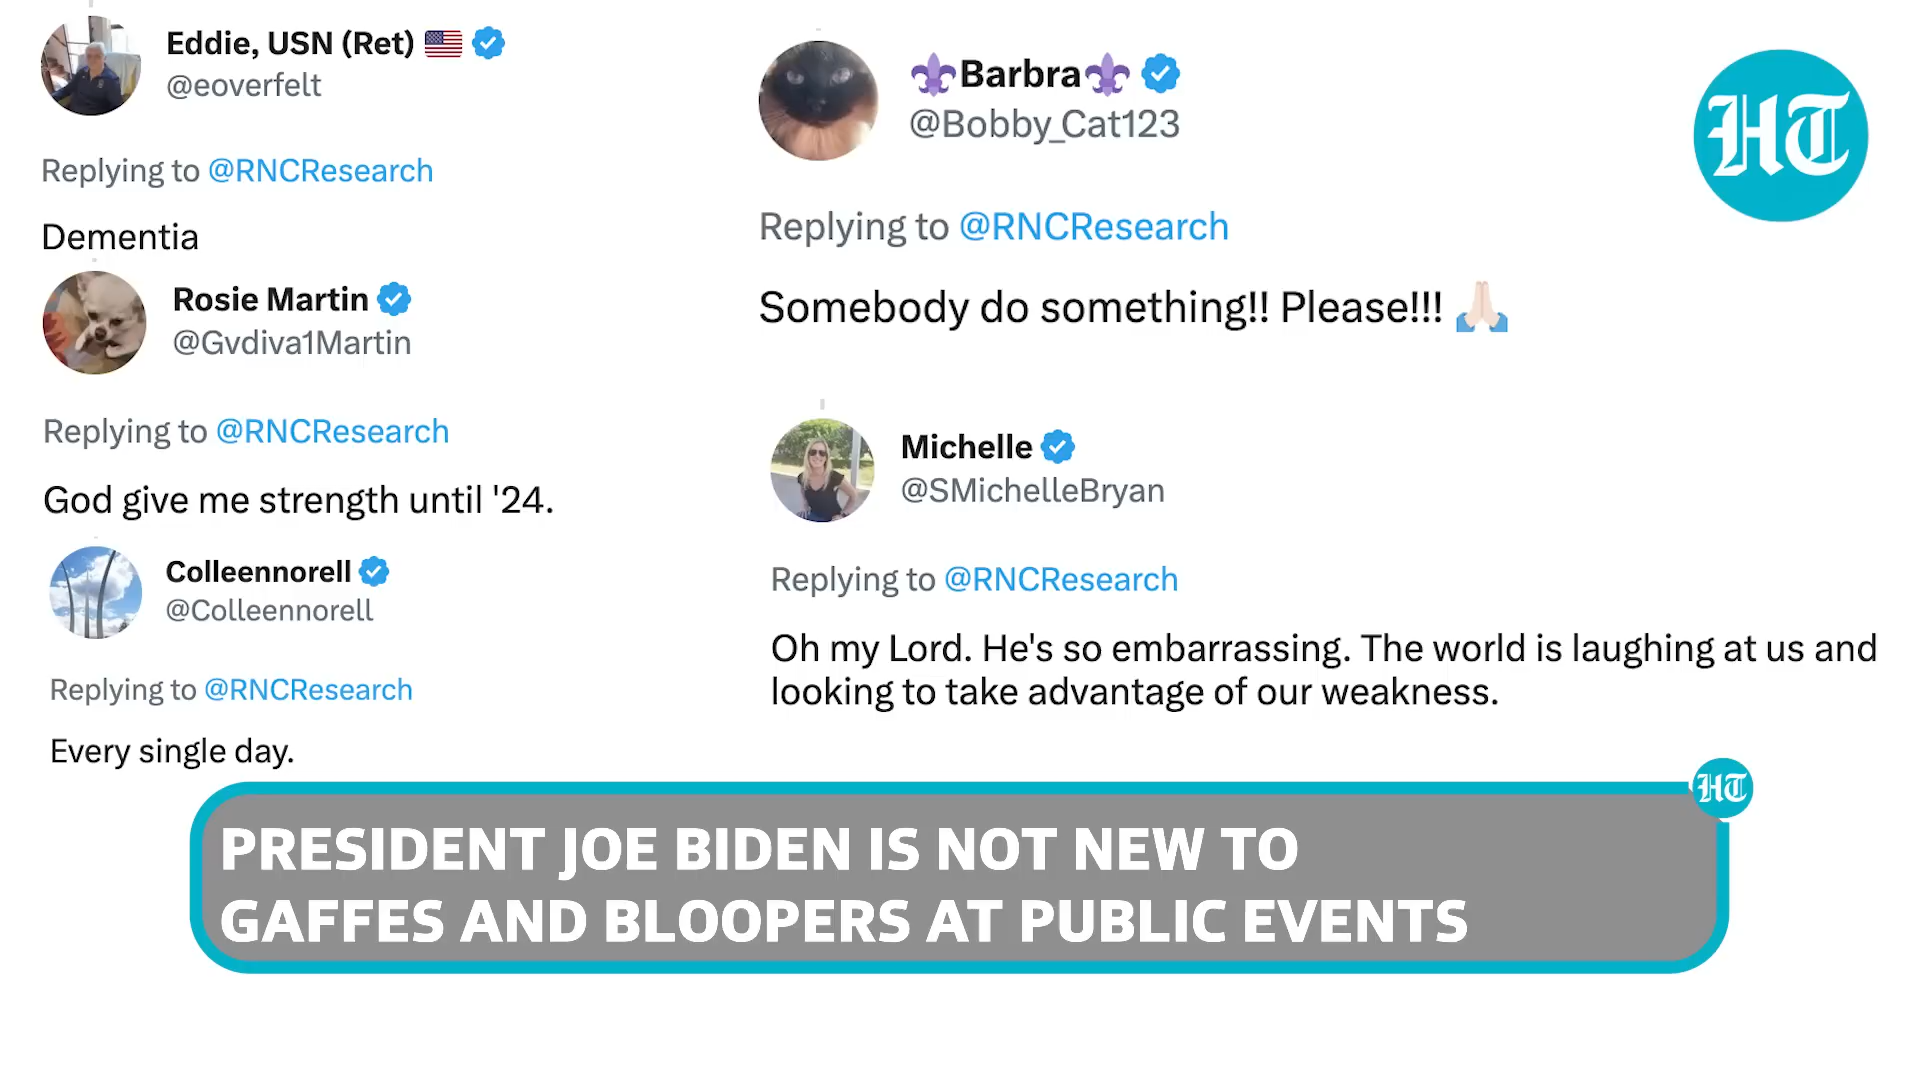 Eddie, USN (Ret)
@eoverfelt
Replying to @RNCResearch
Dementia
Rosie Martin
@Gvdiva1Martin
Replying to @RNCResearch
God give me strength until '24.
Colleennorell
@Colleennorell
Replying to @RNCResearch
Every single day.
Barbra
@Bobby_Cat123
Replying to @RNCResearch
Somebody do something!! Please!!! 🙏🏻
Michelle
@SMichelleBryan
Replying to @RNCResearch
Oh my Lord. He's so embarrassing. The world is laughing at us and
looking to take advantage of our weakness.
HT
HT
PRESIDENT JOE BIDEN IS NOT NEW TO
GAFFES AND BLOOPERS AT PUBLIC EVENTS